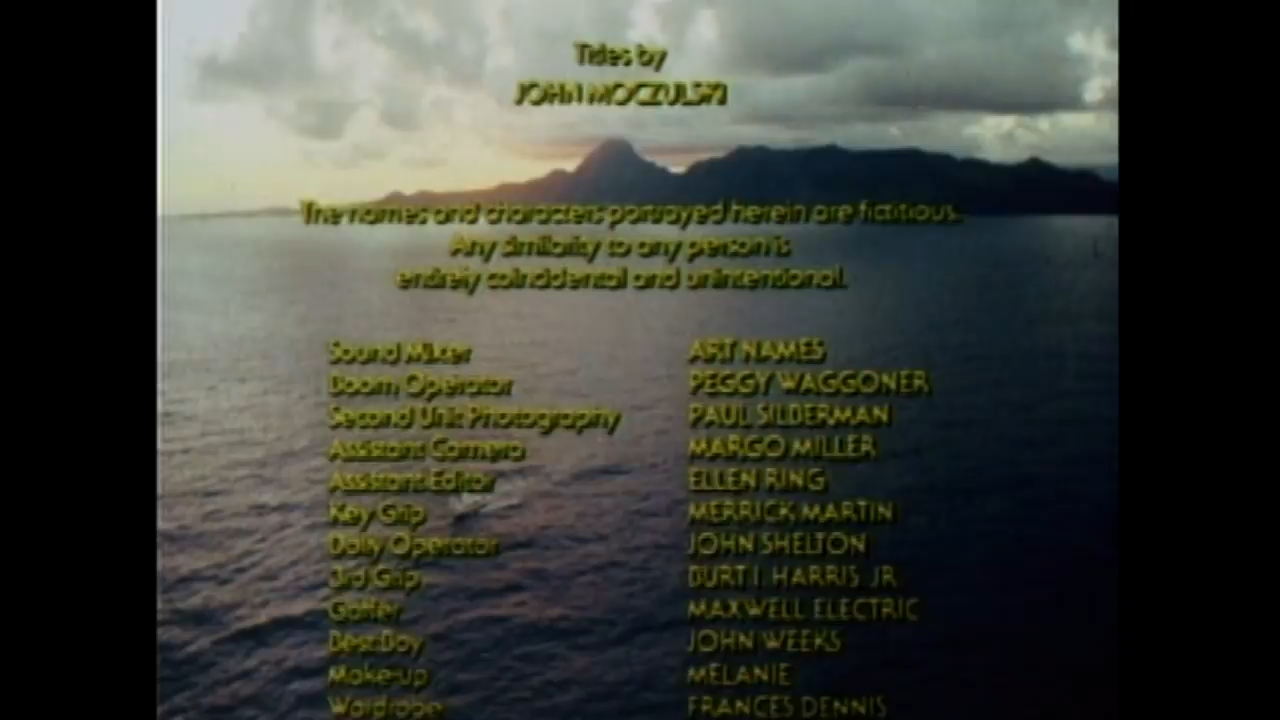 Titles by
JOHN MOCZULSKI
The names and characters portrayed herein are fictitious.
Any similarity to any person is
entirely coincidental and unintentional.
Sound Mixer ART NAMES
Boom Operator PEGGY WAGGONER
Second Unit Photography PAUL SILBERMAN
Assistant Camera MARGO MILLER
Assistant Editor ELLEN RING
Key Grip MERRICK MARTIN
Dolly Operator JOHN SHELTON
3rd Grip BURT I. HARRIS JR
Gaffer MAXWELL ELECTRIC
Best Boy JOHN WEEKS
Make-up MELANIE
Wardrobe FRANCES DENNIS